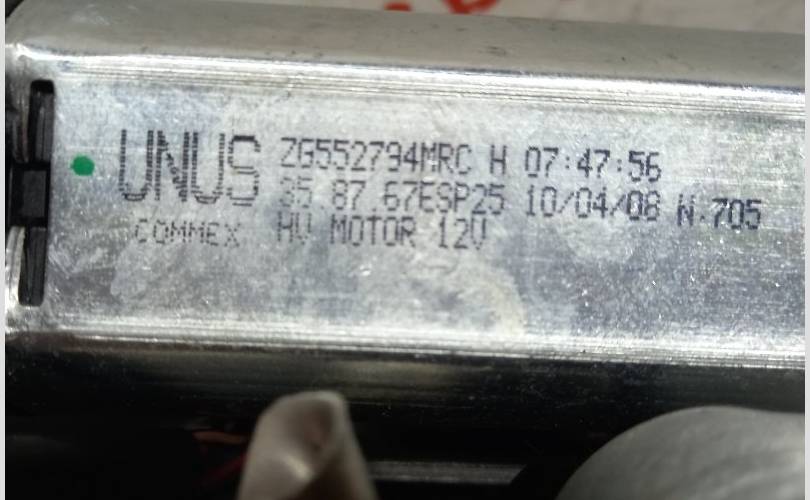 UNUS ZG552794MRC H 07:47:56
35 87 67ESP25 10/04/08 N.705
COMMEX HV MOTOR 12V